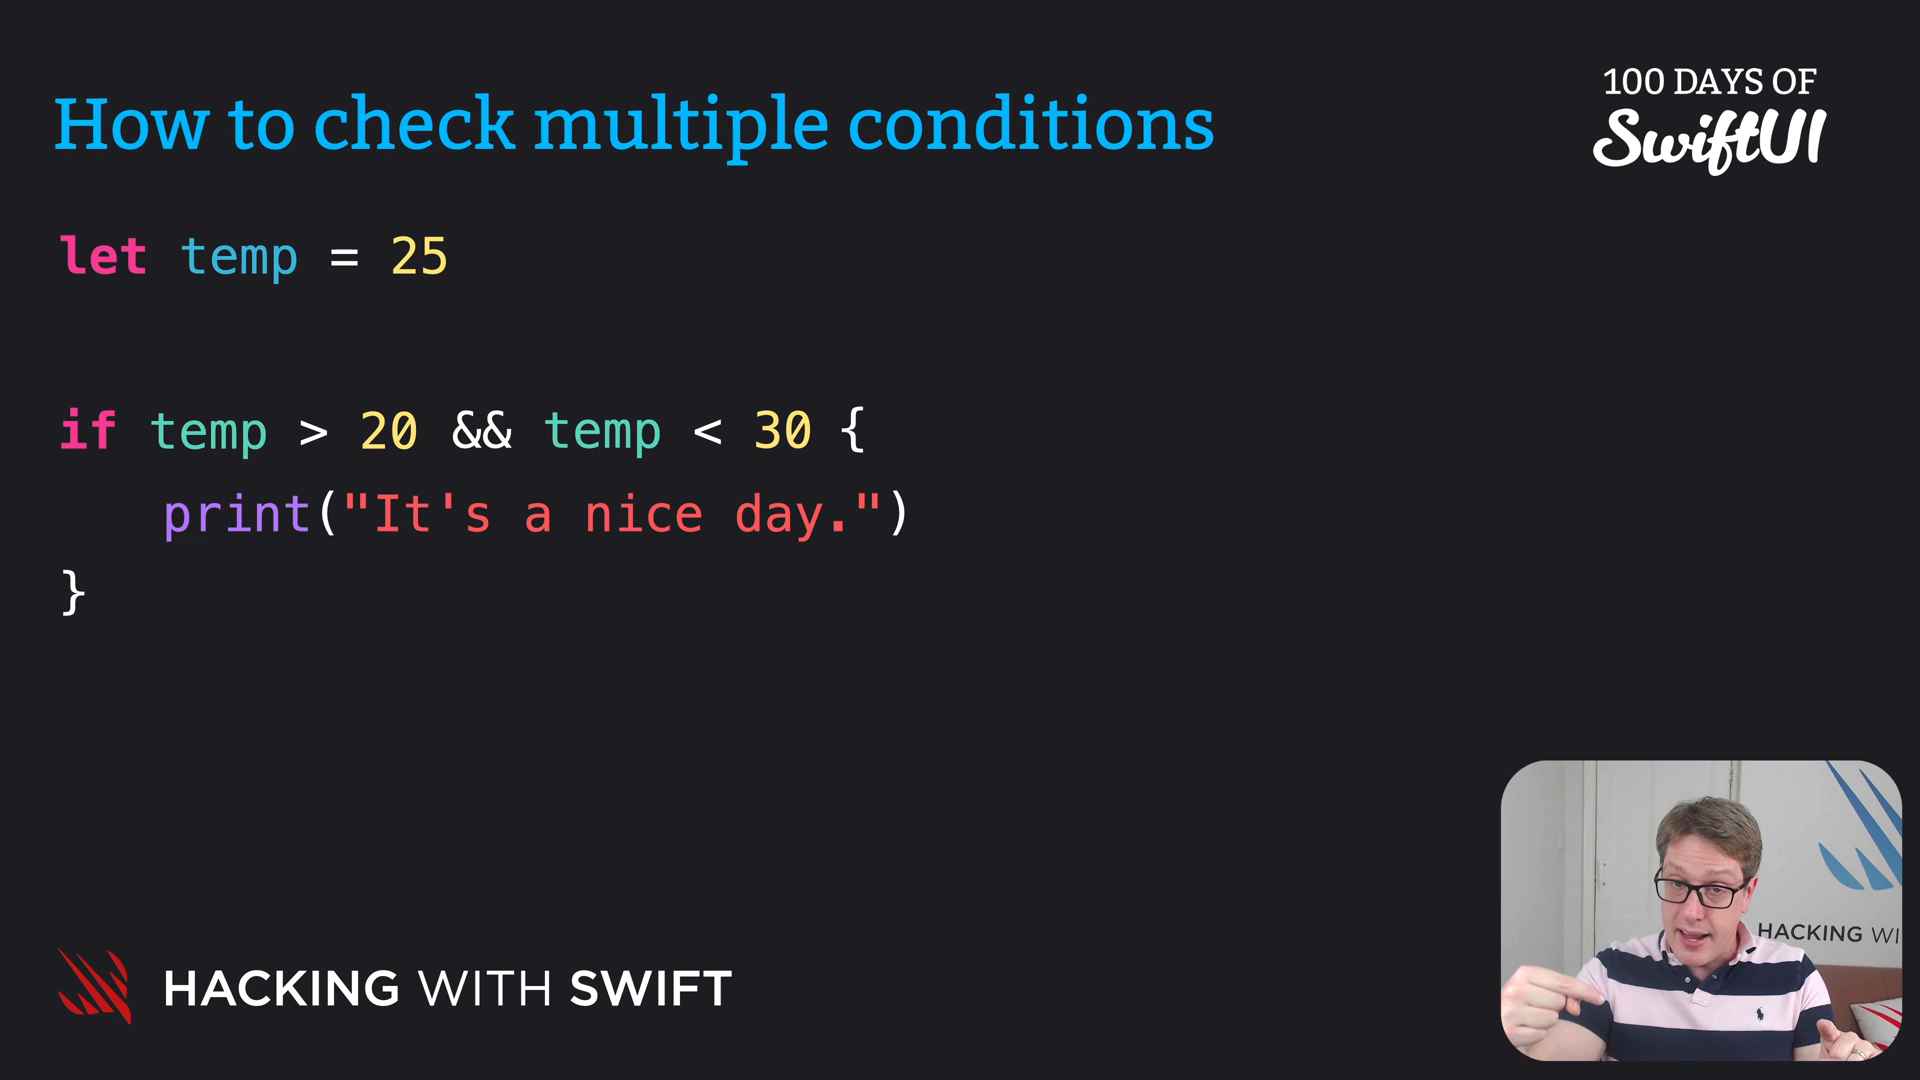 How to check multiple conditions
100 DAYS OF
SwiftUI
let temp = 25
if temp > 20 && temp < 30 {
    print("It's a nice day.")
}
HACKING WI
HACKING WITH SWIFT